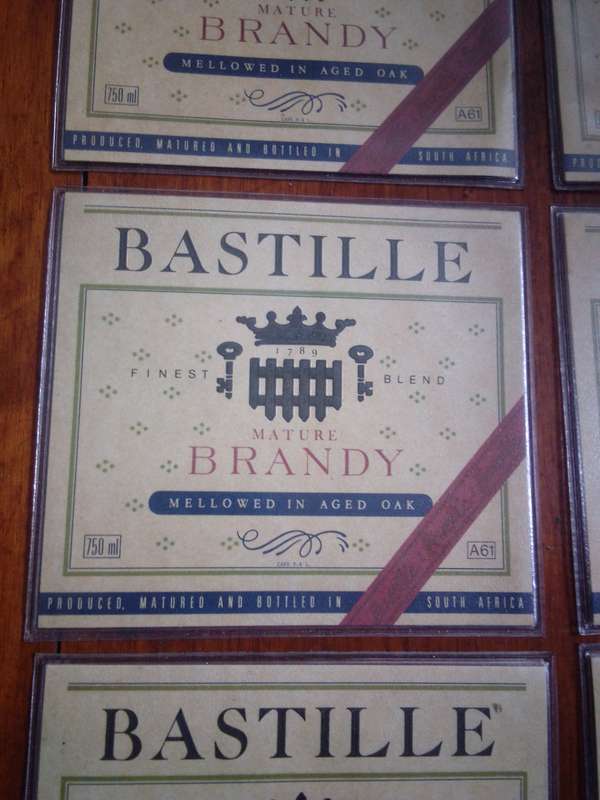 MATURE
BRANDY
MELLOWED IN AGED OAK
750 ml
A61
PRODUCED, MATURED AND BOTTLED IN SOUTH AFRICA
BASTILLE
1789
FINEST BLEND
MATURE
BRANDY
MELLOWED IN AGED OAK
750 ml
A61
PRODUCED, MATURED AND BOTTLED IN SOUTH AFRICA
BASTILLE